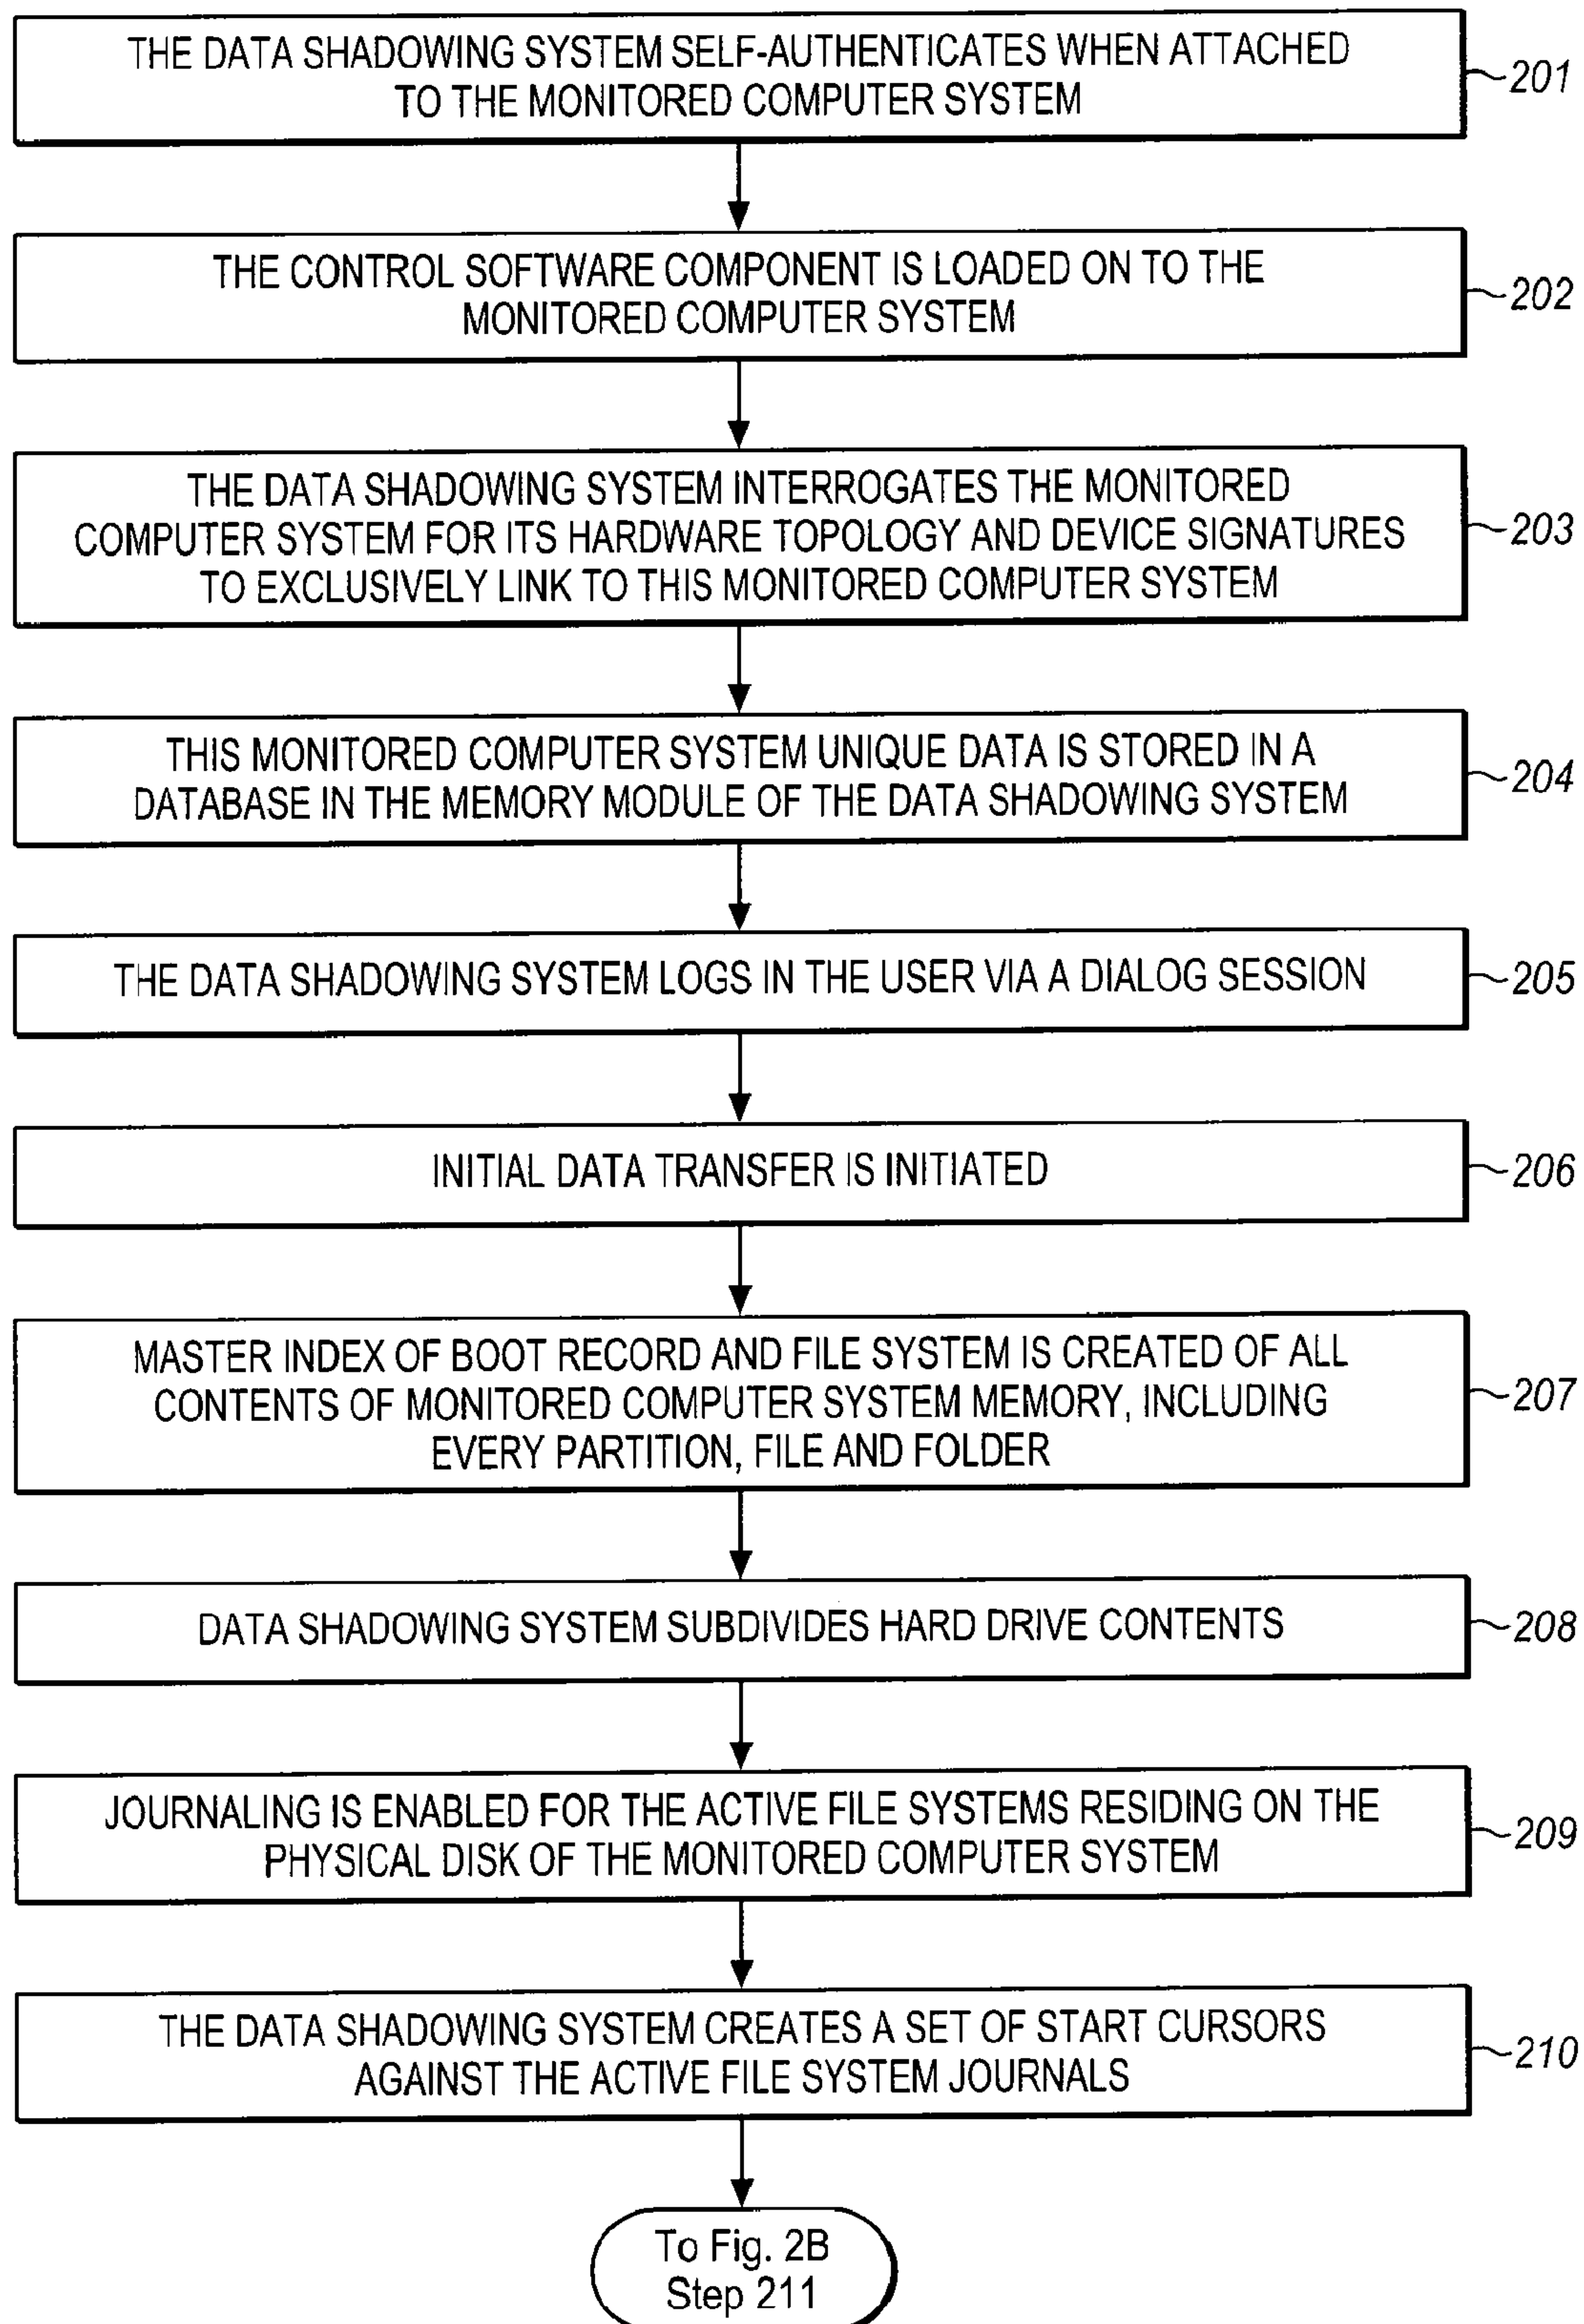 THE DATA SHADOWING SYSTEM SELF-AUTHENTICATES WHEN ATTACHED
TO THE MONITORED COMPUTER SYSTEM
201
THE CONTROL SOFTWARE COMPONENT IS LOADED ON TO THE
MONITORED COMPUTER SYSTEM
202
THE DATA SHADOWING SYSTEM INTERROGATES THE MONITORED
COMPUTER SYSTEM FOR ITS HARDWARE TOPOLOGY AND DEVICE SIGNATURES
TO EXCLUSIVELY LINK TO THIS MONITORED COMPUTER SYSTEM
203
THIS MONITORED COMPUTER SYSTEM UNIQUE DATA IS STORED IN A
DATABASE IN THE MEMORY MODULE OF THE DATA SHADOWING SYSTEM
204
THE DATA SHADOWING SYSTEM LOGS IN THE USER VIA A DIALOG SESSION
205
INITIAL DATA TRANSFER IS INITIATED
206
MASTER INDEX OF BOOT RECORD AND FILE SYSTEM IS CREATED OF ALL
CONTENTS OF MONITORED COMPUTER SYSTEM MEMORY, INCLUDING
EVERY PARTITION, FILE AND FOLDER
207
DATA SHADOWING SYSTEM SUBDIVIDES HARD DRIVE CONTENTS
208
JOURNALING IS ENABLED FOR THE ACTIVE FILE SYSTEMS RESIDING ON THE
PHYSICAL DISK OF THE MONITORED COMPUTER SYSTEM
209
THE DATA SHADOWING SYSTEM CREATES A SET OF START CURSORS
AGAINST THE ACTIVE FILE SYSTEM JOURNALS
210
To Fig. 2B
Step 211